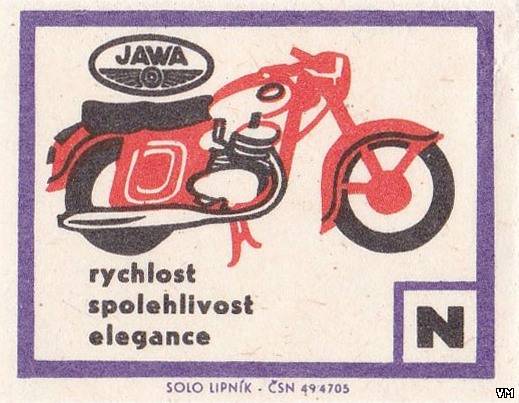 JAWA
rychlost
spolehlivost
elegance
N
SOLO LIPNÍK - ČSN 49 4705
VM